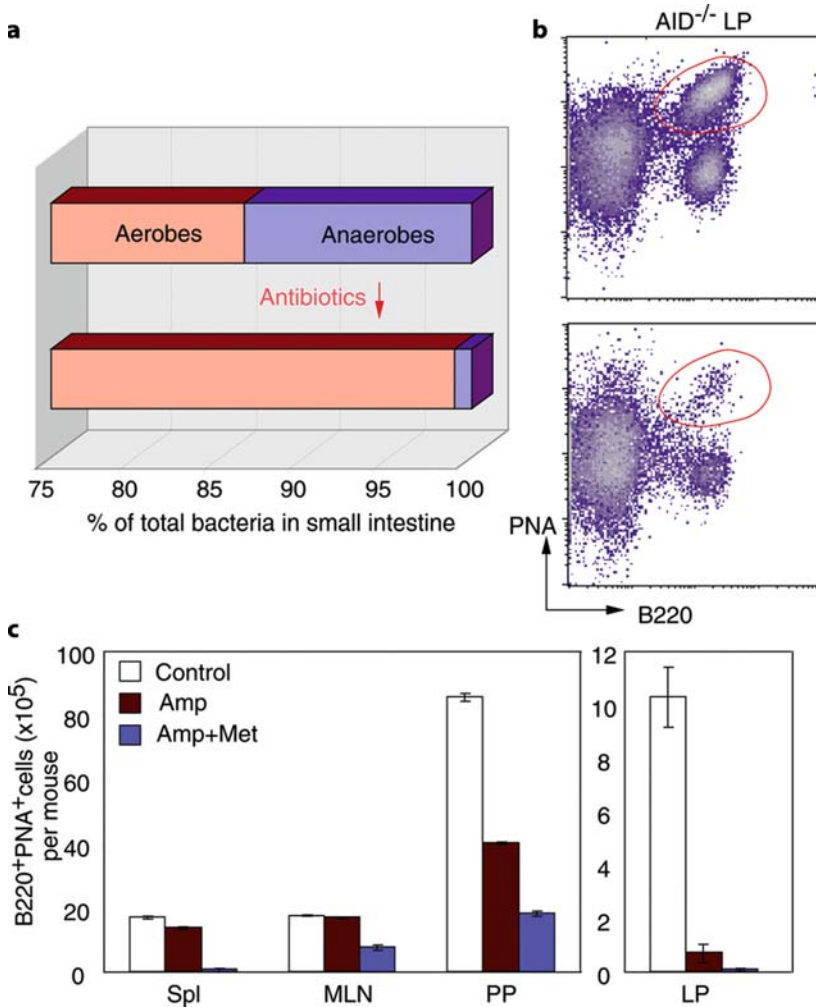 a
Aerobes Anaerobes
Antibiotics
75 80 85 90 95 100
% of total bacteria in small intestine
b
AID-/- LP
PNA
B220
c
B220+PNA+cells (x10⁵)
per mouse
100
80
60
40
20
0
Control
Amp
Amp+Met
Spl MLN PP
12
10
8
6
4
2
0
LP